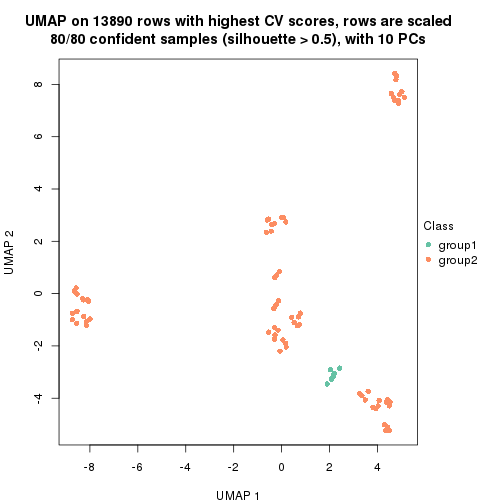 UMAP on 13890 rows with highest CV scores, rows are scaled
80/80 confident samples (silhouette > 0.5), with 10 PCs
8
6
4
2
0
-2
-4
UMAP 2
-8
-6
-4
-2
0
2
4
UMAP 1
Class
group1
group2